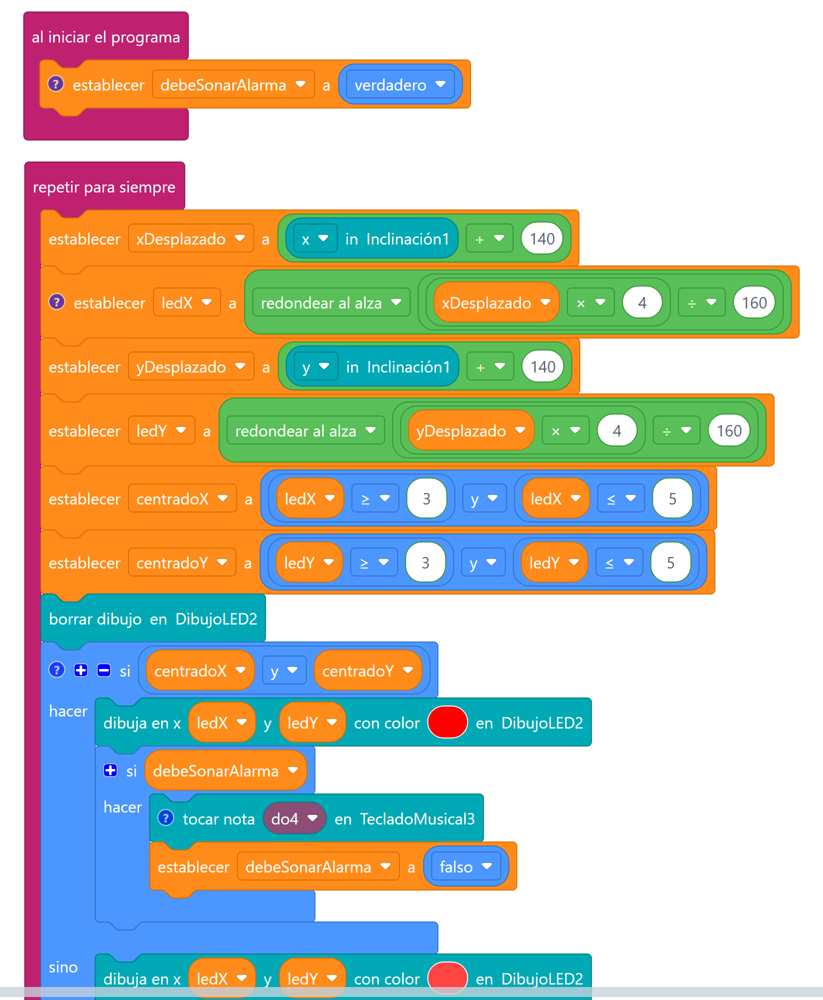 al iniciar el programa
? establecer debeSonarAlarma a verdadero
repetir para siempre
establecer xDesplazado a x in Inclinación1 + 140
? establecer ledX a redondear al alza xDesplazado × 4 ÷ 160
establecer yDesplazado a y in Inclinación1 + 140
establecer ledY a redondear al alza yDesplazado × 4 ÷ 160
establecer centradoX a ledX ≥ 3 y ledX ≤ 5
establecer centradoY a ledY ≥ 3 y ledY ≤ 5
borrar dibujo en DibujoLED2
? si centradoX y centradoY
hacer dibuja en x ledX y ledY con color en DibujoLED2
si debeSonarAlarma
hacer ? tocar nota do4 en TecladoMusical3
establecer debeSonarAlarma a falso
sino dibuja en x ledX y ledY con color en DibujoLED2